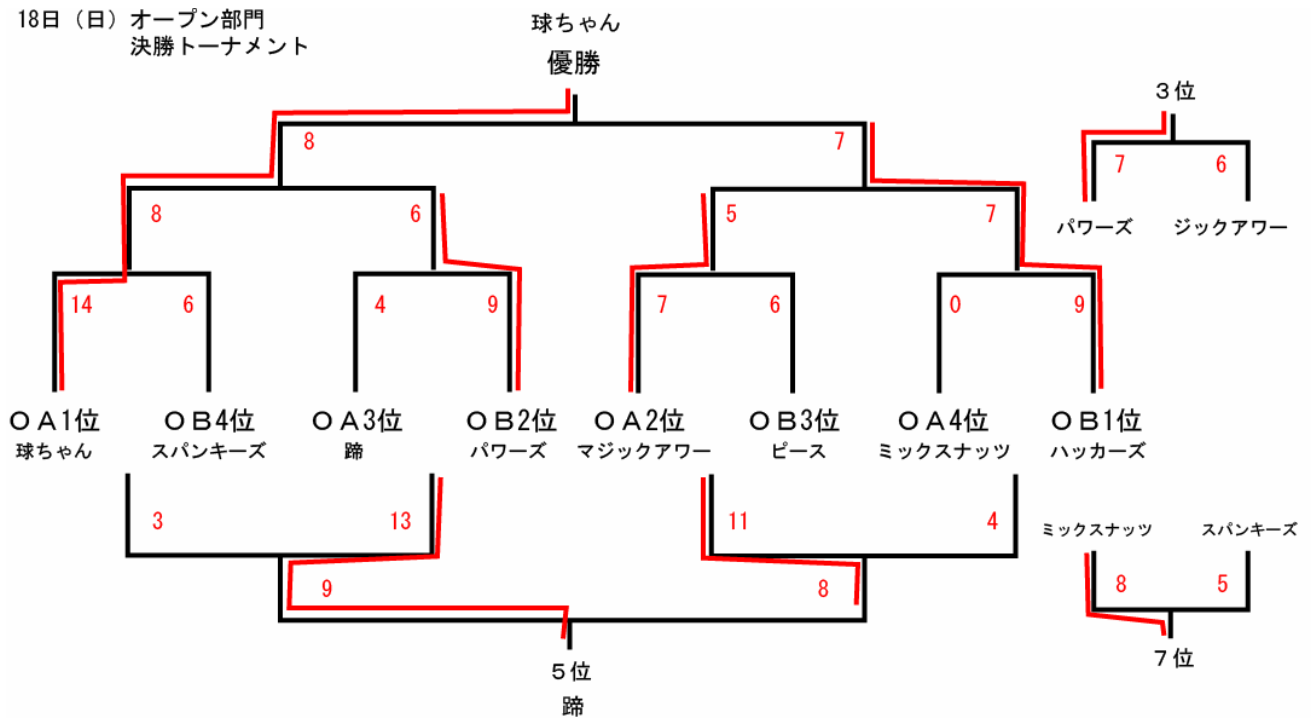 18日（日）オープン部門
決勝トーナメント
球ちゃん
優勝
3位
8 7
7 6
パワーズ ジックアワー
8 6 5 7
14 6 4 9 7 6 0 9
ＯＡ1位 ＯＢ4位 ＯＡ3位 ＯＢ2位 ＯＡ2位 ＯＢ3位 ＯＡ4位 ＯＢ1位
球ちゃん スパンキーズ 蹄 パワーズ マジックアワー ピース ミックスナッツ ハッカーズ
3 13 11 4
ミックスナッツ スパンキーズ
9 8
8 5
5位
蹄
7位